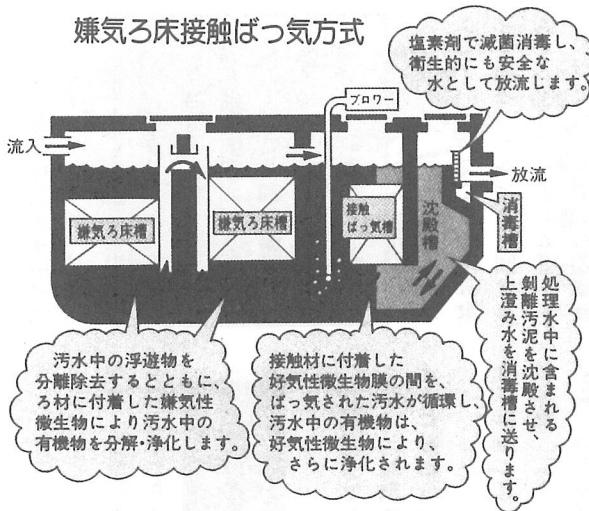 嫌気ろ床接触ばっ気方式
塩素剤で減菌消毒し、
衛生的にも安全な
水として放流します。
ブロワー
流入
放流
嫌気ろ床槽
嫌気ろ床槽
接触
ばっ気槽
沈殿槽
消毒槽
汚水中の浮遊物を
分離除去するとともに、
ろ材に付着した嫌気性
微生物により汚水中の
有機物を分解・浄化します。
接触材に付着した
好気性微生物膜の間を、
ばっ気された汚水が循環し、
汚水中の有機物は、
好気性微生物により、
さらに浄化されます。
処理水中に含まれる
剝離汚泥を沈殿させ、
上澄み水を消毒槽に送ります。